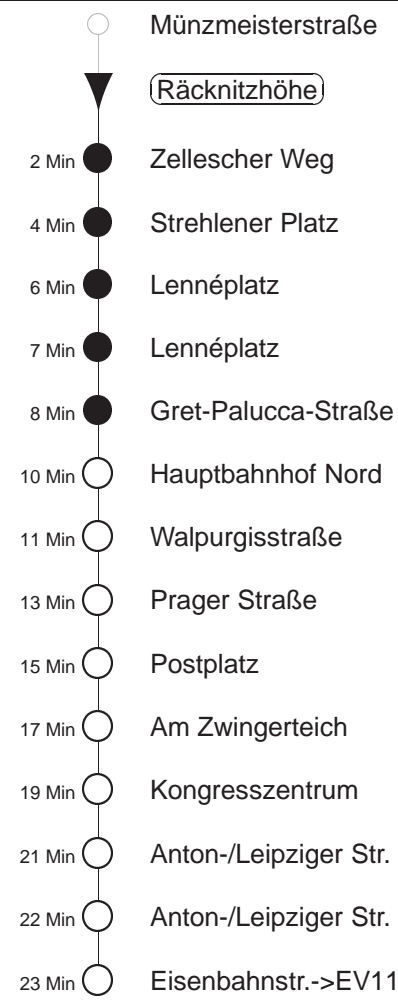 Münzmeisterstraße
Räcknitzhöhe
2 Min Zellescher Weg
4 Min Strehlener Platz
6 Min Lennéplatz
7 Min Lennéplatz
8 Min Gret-Palucca-Straße
10 Min Hauptbahnhof Nord
11 Min Walpurgisstraße
13 Min Prager Straße
15 Min Postplatz
17 Min Am Zwingerteich
19 Min Kongresszentrum
21 Min Anton-/Leipziger Str.
22 Min Anton-/Leipziger Str.
23 Min Eisenbahnstr.->EV11